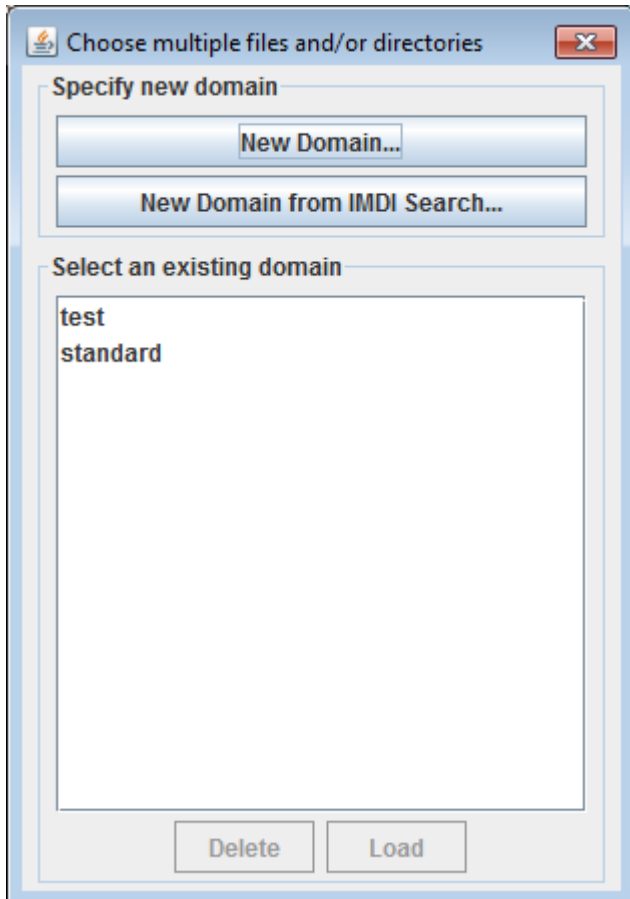 Choose multiple files and/or directories
Specify new domain
New Domain...
New Domain from IMDI Search...
Select an existing domain
test
standard
Delete Load